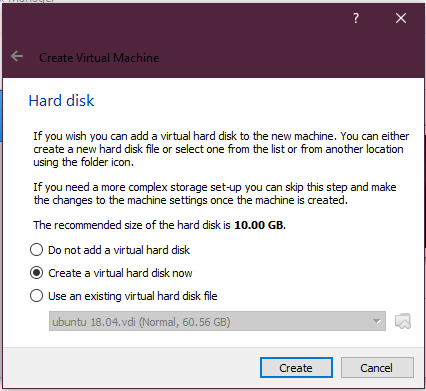 ?
Create Virtual Machine
Hard disk
If you wish you can add a virtual hard disk to the new machine. You can either
create a new hard disk file or select one from the list or from another location
using the folder icon.
If you need a more complex storage set-up you can skip this step and make
the changes to the machine settings once the machine is created.
The recommended size of the hard disk is 10.00 GB.
Do not add a virtual hard disk
Create a virtual hard disk now
Use an existing virtual hard disk file
ubuntu 18.04.vdi (Normal, 60.56 GB)
Create
Cancel